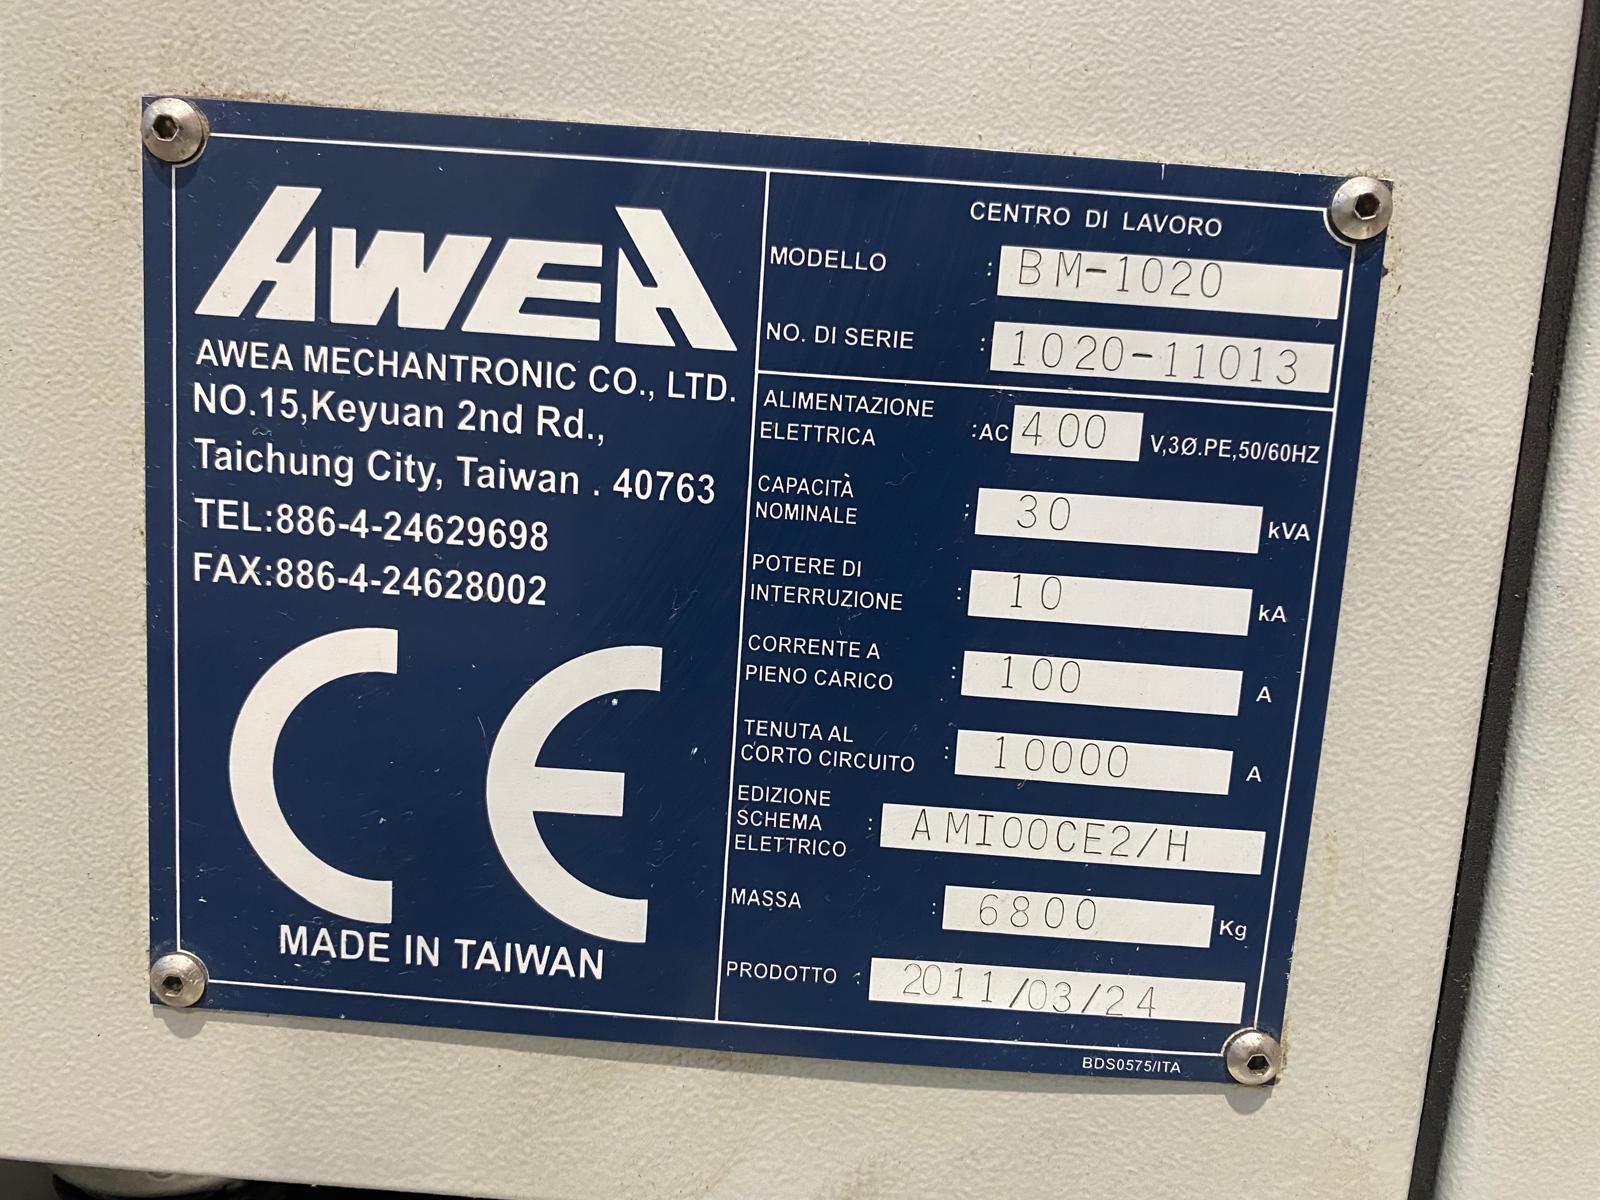 AWEA
AWEA MECHANTRONIC CO., LTD.
NO.15,Keyuan 2nd Rd.,
Taichung City, Taiwan . 40763
TEL:886-4-24629698
FAX:886-4-24628002
CE
MADE IN TAIWAN
CENTRO DI LAVORO
MODELLO : BM-1020
NO. DI SERIE : 1020-11013
ALIMENTAZIONE
ELETTRICA :AC 400 V,3Ø.PE,50/60HZ
CAPACITÀ
NOMINALE : 30 kVA
POTERE DI
INTERRUZIONE : 10 kA
CORRENTE A
PIENO CARICO : 100 A
TENUTA AL
CORTO CIRCUITO : 10000 A
EDIZIONE
SCHEMA
ELETTRICO : AMI00CE2/H
MASSA : 6800 Kg
PRODOTTO : 2011/03/24
BDS0575/ITA